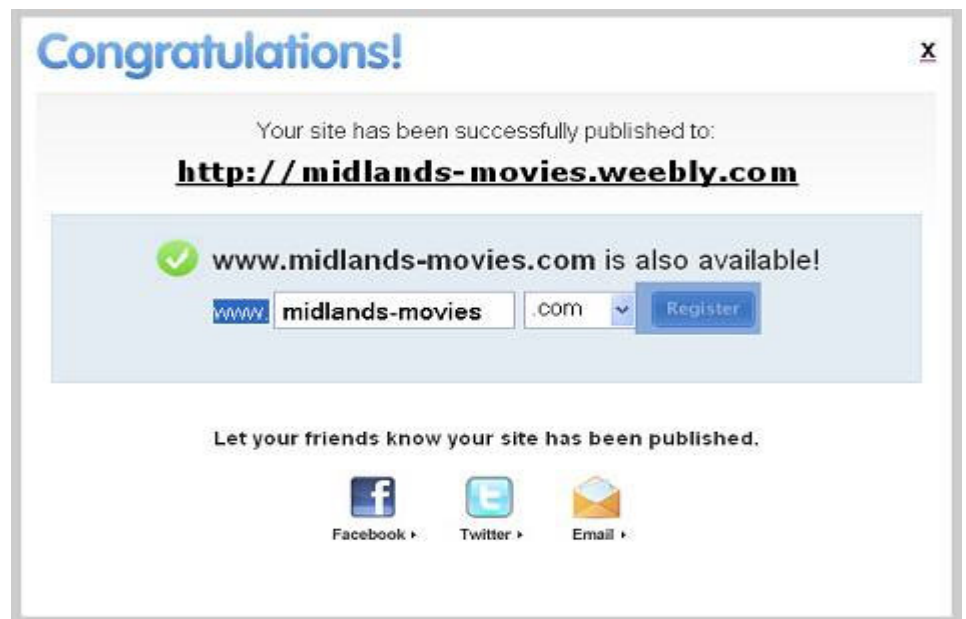 Congratulations!
X
Your site has been successfully published to:
http://midlands-movies.weebly.com
www.midlands-movies.com is also available!
www. midlands-movies .com Register
Let your friends know your site has been published.
Facebook Twitter Email